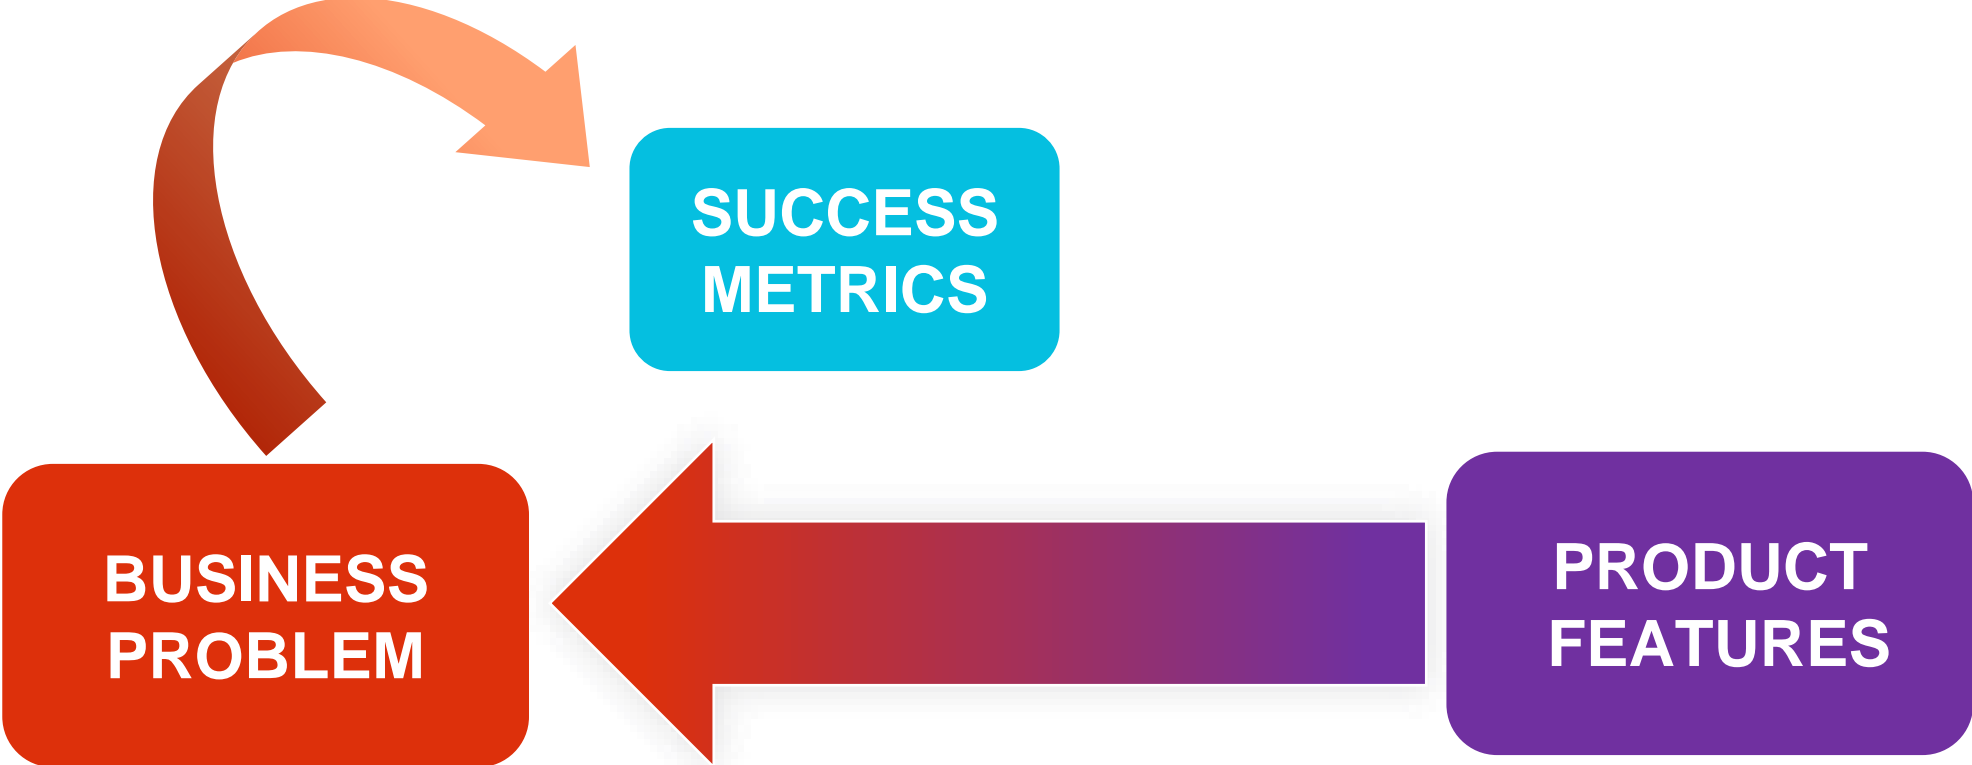 SUCCESS
METRICS
BUSINESS
PROBLEM
PRODUCT
FEATURES